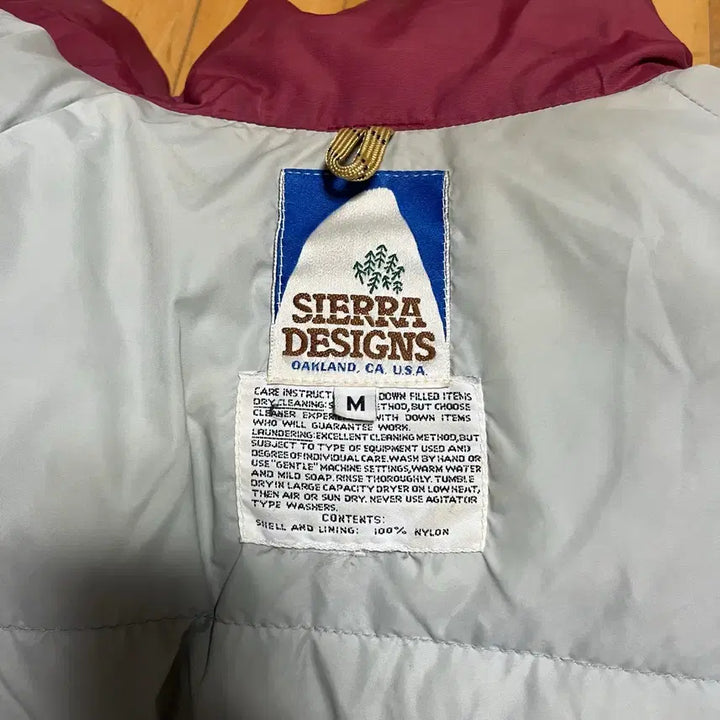 SIERRA
DESIGNS
OAKLAND, CA. U.S.A.
M
CARE INSTRUCT DOWN FILLED ITEMS
DRY CLEANING: S ETHOD, BUT CHOOSE
CLEANER EXPER WITH DOWN ITEMS
WHO WILL GUARANTEE WORK.
LAUNDERING: EXCELLENT CLEANING METHOD, BUT
SUBJECT TO TYPE OF EQUIPMENT USED AND
DEGREE OF INDIVIDUAL CARE. WASH BY HAND OR
USE "GENTLE" MACHINE SETTINGS, WARM WATER
AND MILD SOAP. RINSE THOROUGHLY. TUMBLE
DRY IN LARGE CAPACITY DRYER ON LOW HEAT,
THEN AIR OR SUN DRY. NEVER USE AGITATOR
TYPE WASHERS.
CONTENTS:
SHELL AND LINING: 100% NYLON